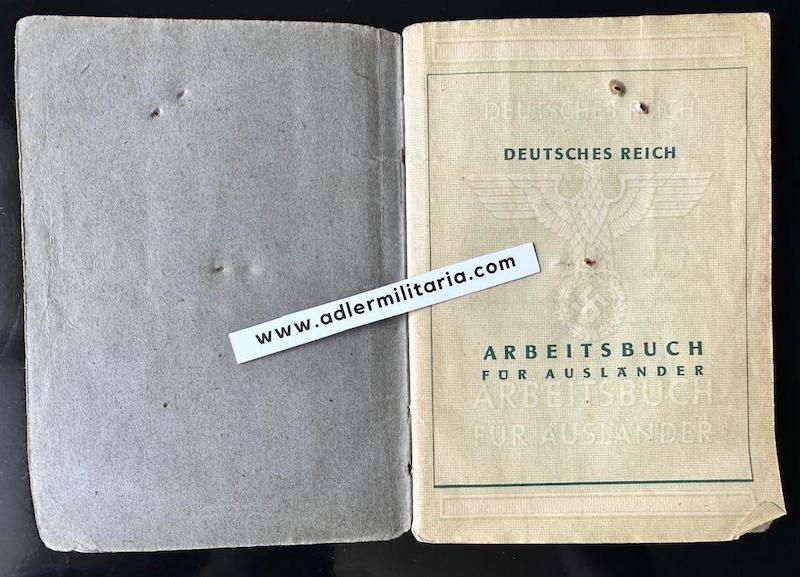 DEUTSCHES REICH
DEUTSCHES REICH
www.adlermilitaria.com
ARBEITSBUCH
FÜR AUSLÄNDER
ARBEITSBUCH
FÜR AUSLÄNDER